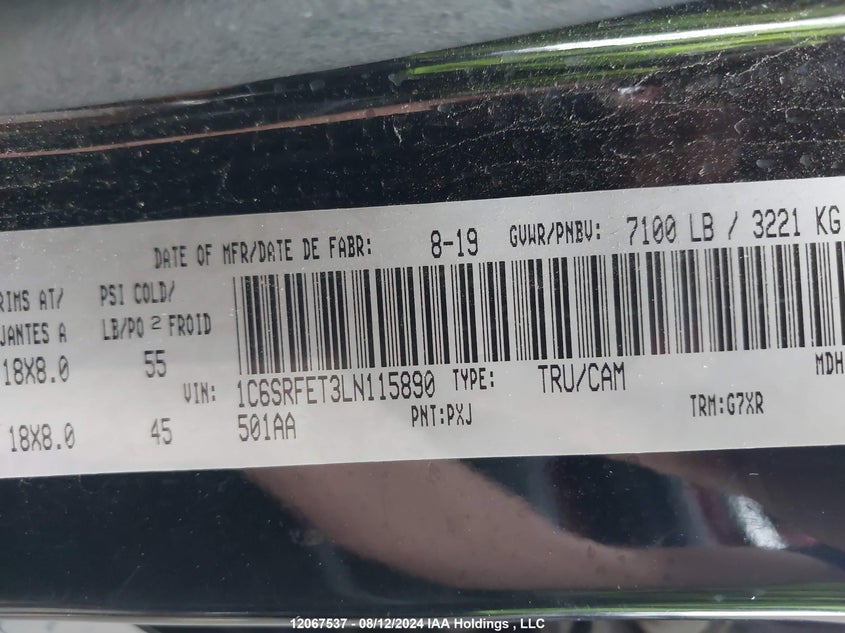 DATE OF MFR/DATE DE FABR: 8-19 GVWR/PNBV: 7100 LB / 3221 KG
RIMS AT/ PSI COLD/
JANTES A LB/PO 2 FROID
18X8.0 55
VIN: 1C6SRFET3LN115890 TYPE: TRU/CAM MDH
18X8.0 45 501AA PNT:PXJ TRM:G7XR
12067537 - 08/12/2024 IAA Holdings , LLC